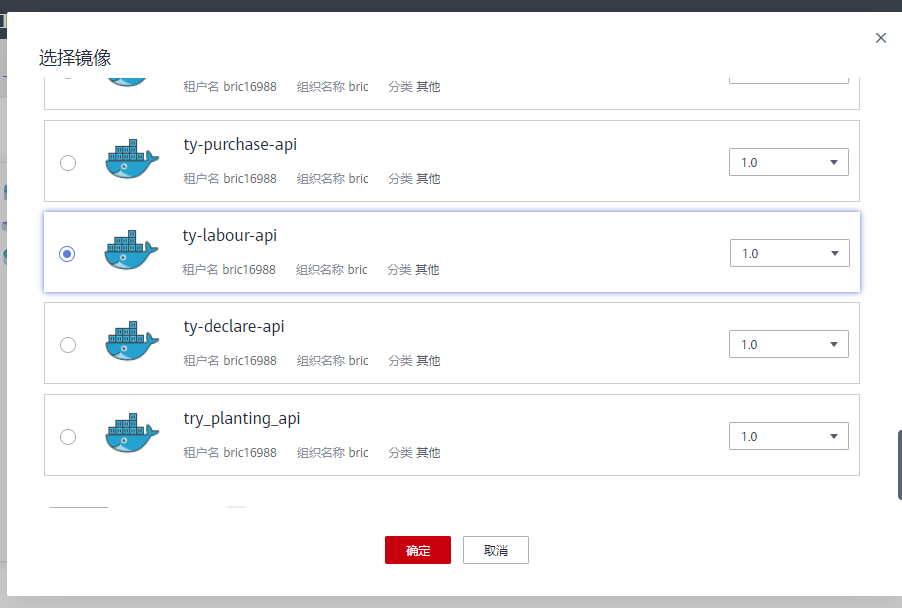 选择镜像
租户名 bric16988 组织名称 bric 分类 其他
ty-purchase-api
租户名 bric16988 组织名称 bric 分类 其他
1.0
ty-labour-api
租户名 bric16988 组织名称 bric 分类 其他
1.0
ty-declare-api
租户名 bric16988 组织名称 bric 分类 其他
1.0
try_planting_api
租户名 bric16988 组织名称 bric 分类 其他
1.0
确定 取消